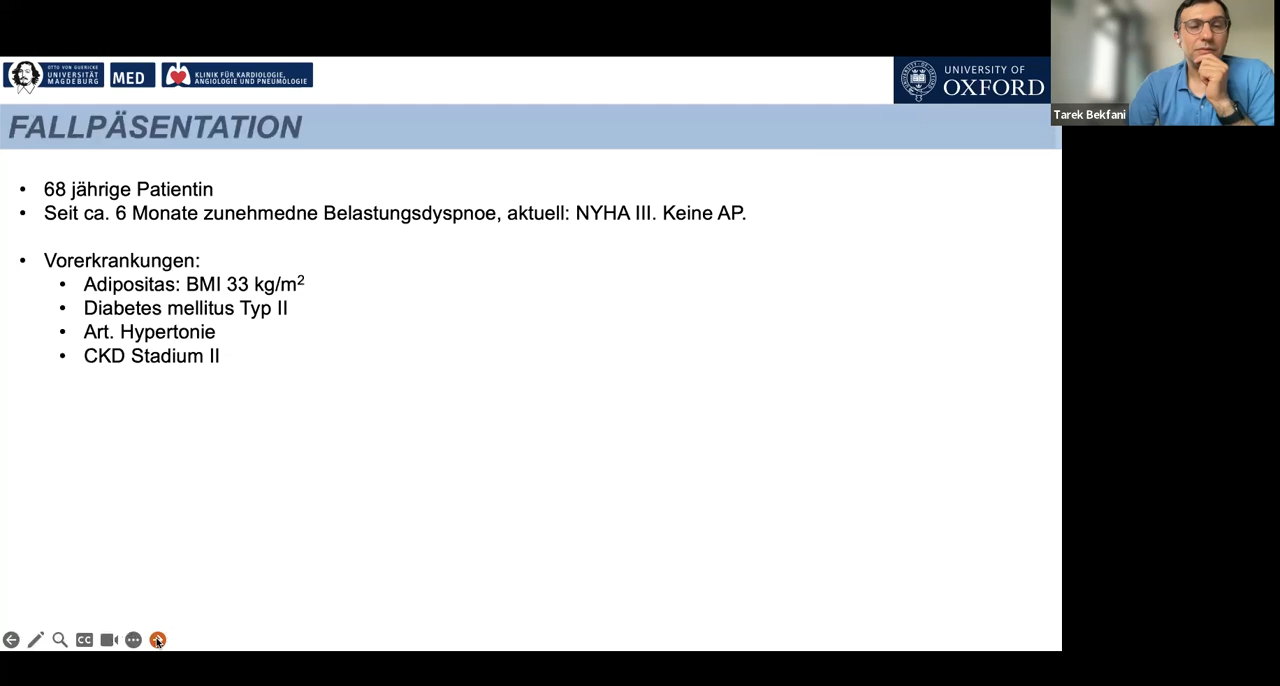 OTTO VON GUERICKE
UNIVERSITÄT
MAGDEBURG
MED
KLINIK FÜR KARDIOLOGIE,
ANGIOLOGIE UND PNEUMOLOGIE
UNIVERSITY OF
OXFORD
Tarek Bekfani
FALLPÄSENTATION
• 68 jährige Patientin
• Seit ca. 6 Monate zunehmedne Belastungsdyspnoe, aktuell: NYHA III. Keine AP.
• Vorerkrankungen:
• Adipositas: BMI 33 kg/m²
• Diabetes mellitus Typ II
• Art. Hypertonie
• CKD Stadium II
CC